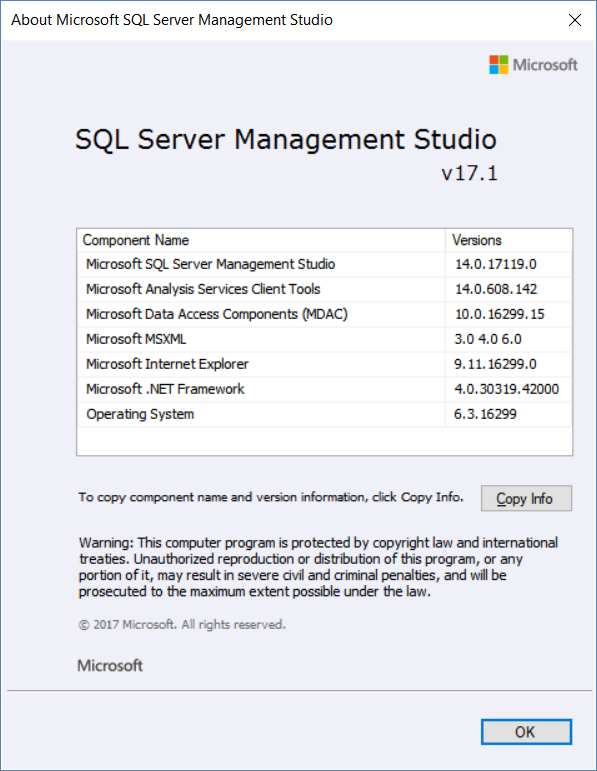 About Microsoft SQL Server Management Studio
Microsoft
SQL Server Management Studio
v17.1
Component Name Versions
Microsoft SQL Server Management Studio 14.0.17119.0
Microsoft Analysis Services Client Tools 14.0.608.142
Microsoft Data Access Components (MDAC) 10.0.16299.15
Microsoft MSXML 3.0 4.0 6.0
Microsoft Internet Explorer 9.11.16299.0
Microsoft .NET Framework 4.0.30319.42000
Operating System 6.3.16299
To copy component name and version information, click Copy Info. Copy Info
Warning: This computer program is protected by copyright law and international
treaties. Unauthorized reproduction or distribution of this program, or any
portion of it, may result in severe civil and criminal penalties, and will be
prosecuted to the maximum extent possible under the law.
© 2017 Microsoft. All rights reserved.
Microsoft
OK